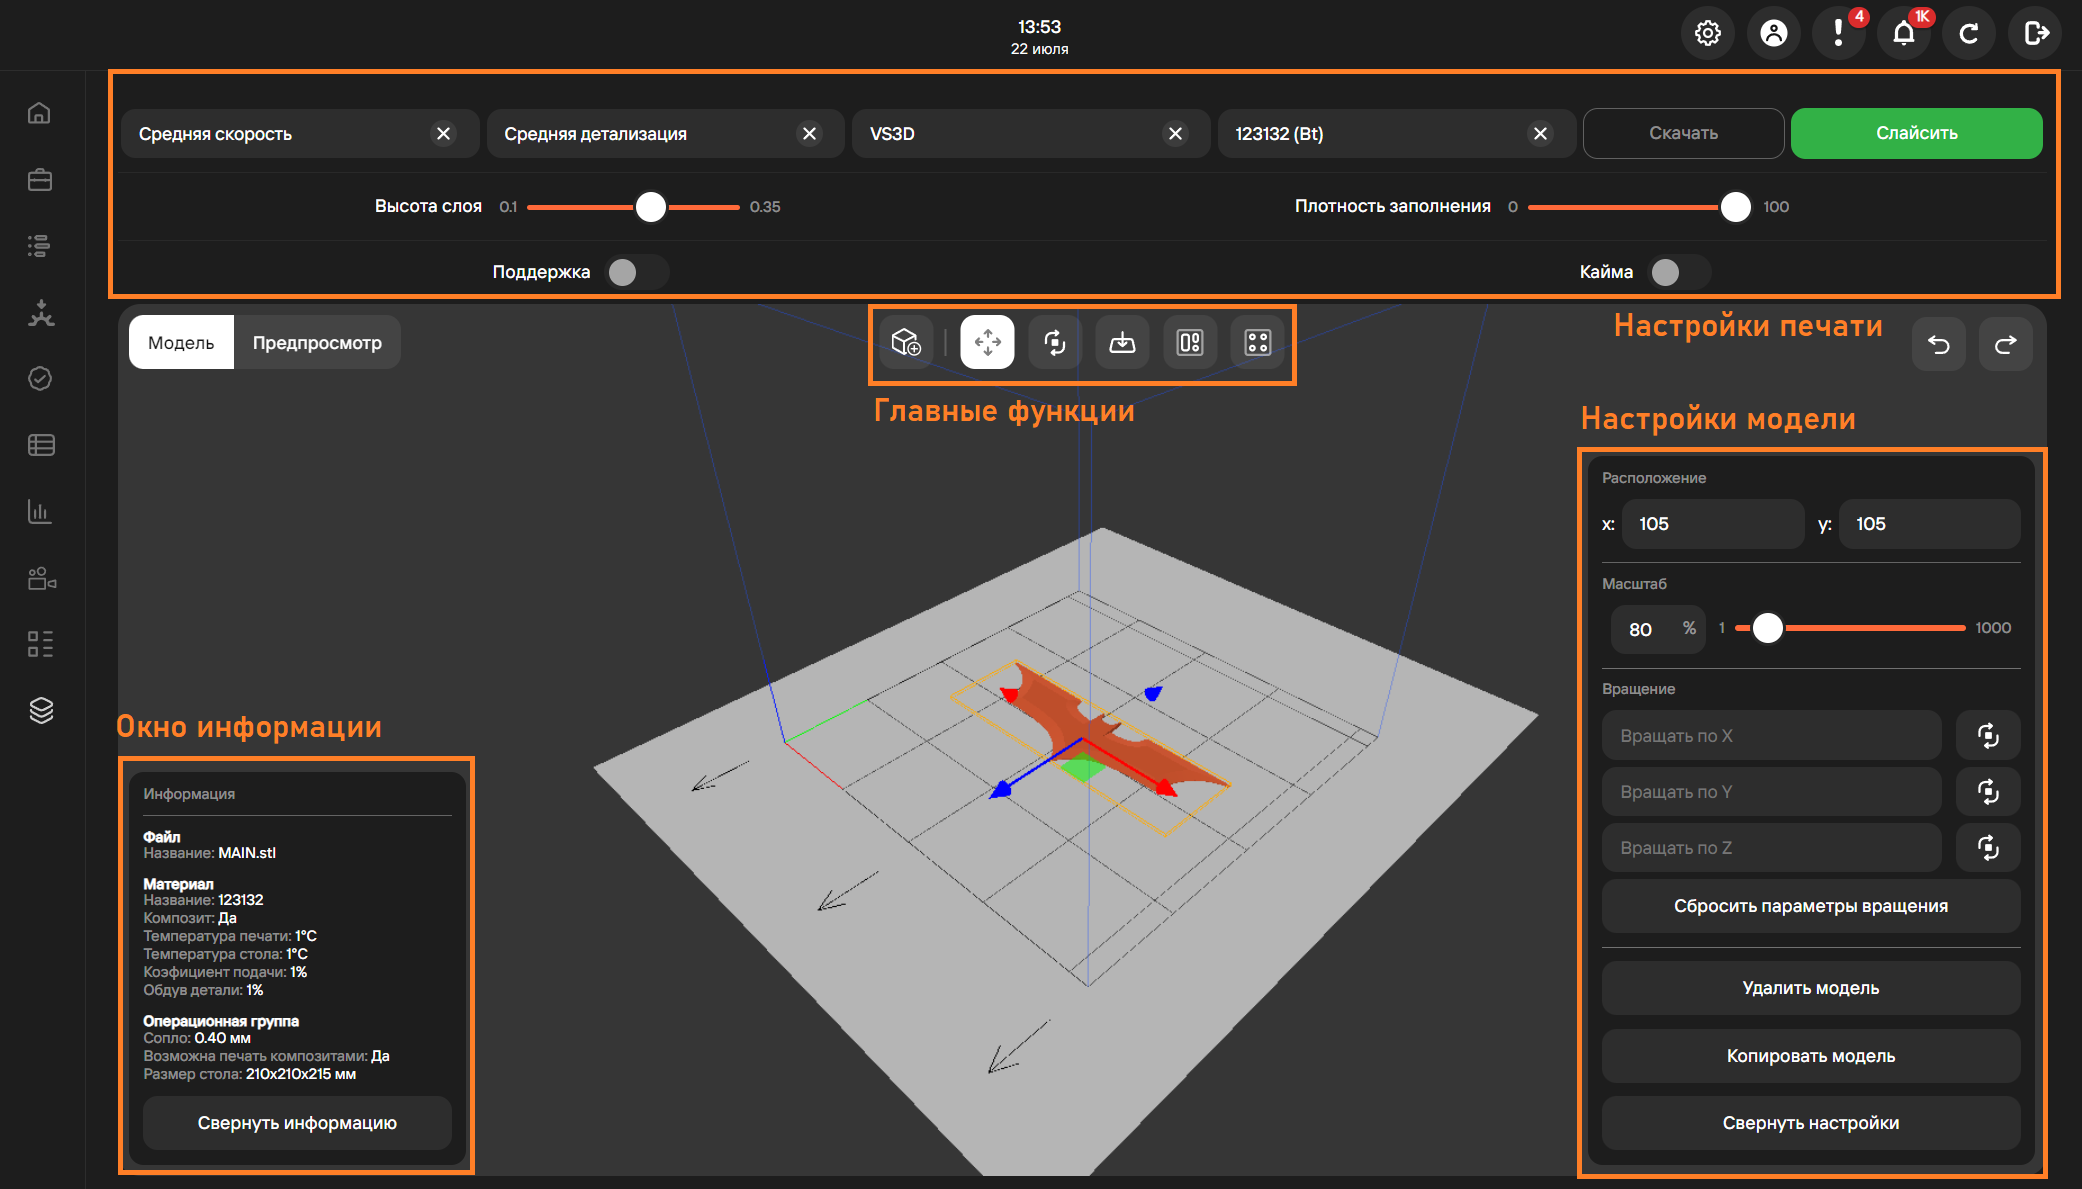 13:53
22 июля
4
1K
Средняя скорость
Средняя детализация
VS3D
123132 (Bt)
Скачать
Слайсить
Высота слоя 0.1 0.35
Плотность заполнения 0 100
Поддержка
Кайма
Модель
Предпросмотр
Настройки печати
Главные функции
Настройки модели
Расположение
x: 105 y: 105
Масштаб
80 % 1 1000
Вращение
Вращать по X
Вращать по Y
Вращать по Z
Сбросить параметры вращения
Удалить модель
Копировать модель
Свернуть настройки
Окно информации
Информация
Файл
Название: MAIN.stl
Материал
Название: 123132
Композит: Да
Температура печати: 1°C
Температура стола: 1°C
Коэфициент подачи: 1%
Обдув детали: 1%
Операционная группа
Сопло: 0.40 мм
Возможна печать композитами: Да
Размер стола: 210x210x215 мм
Свернуть информацию